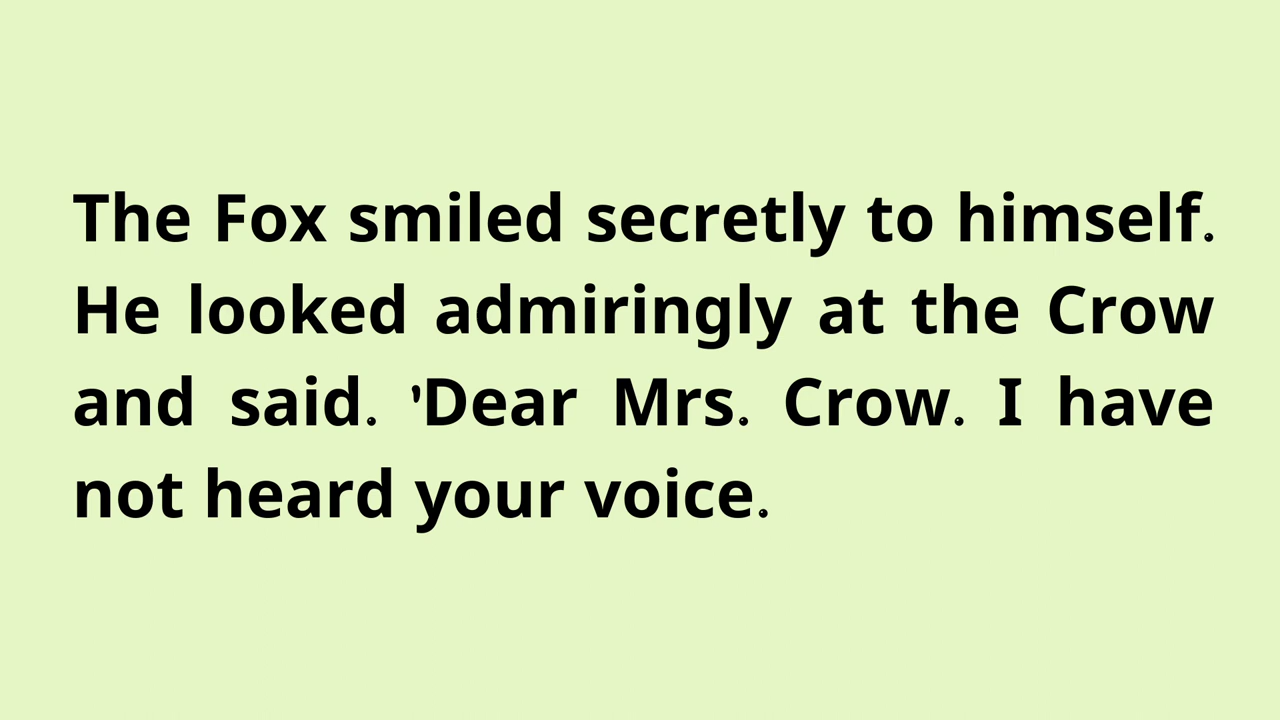 The Fox smiled secretly to himself.
He looked admiringly at the Crow
and said. 'Dear Mrs. Crow. I have
not heard your voice.